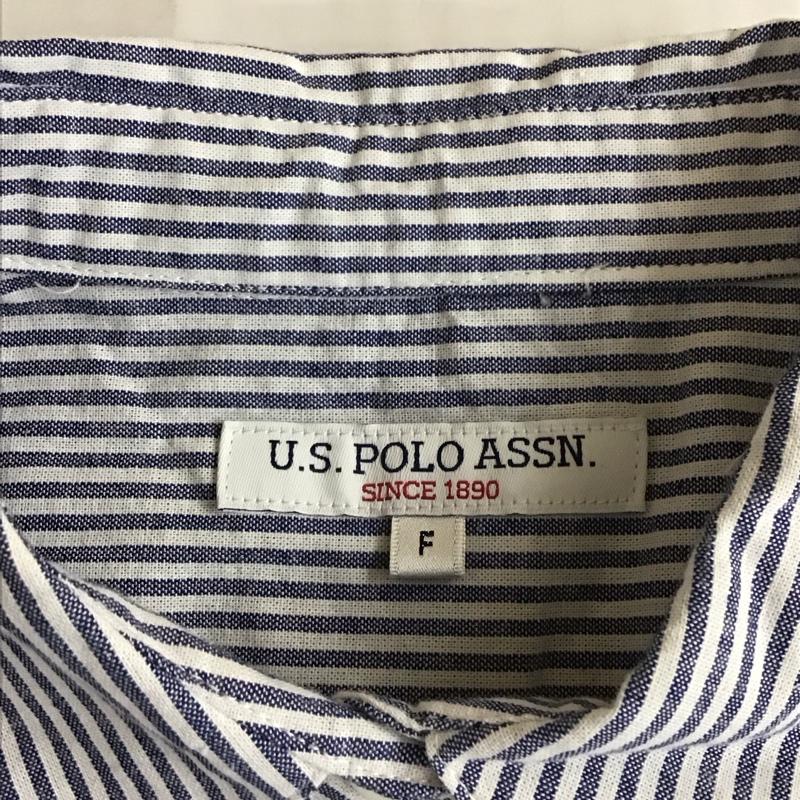 U.S. POLO ASSN.
SINCE 1890
F